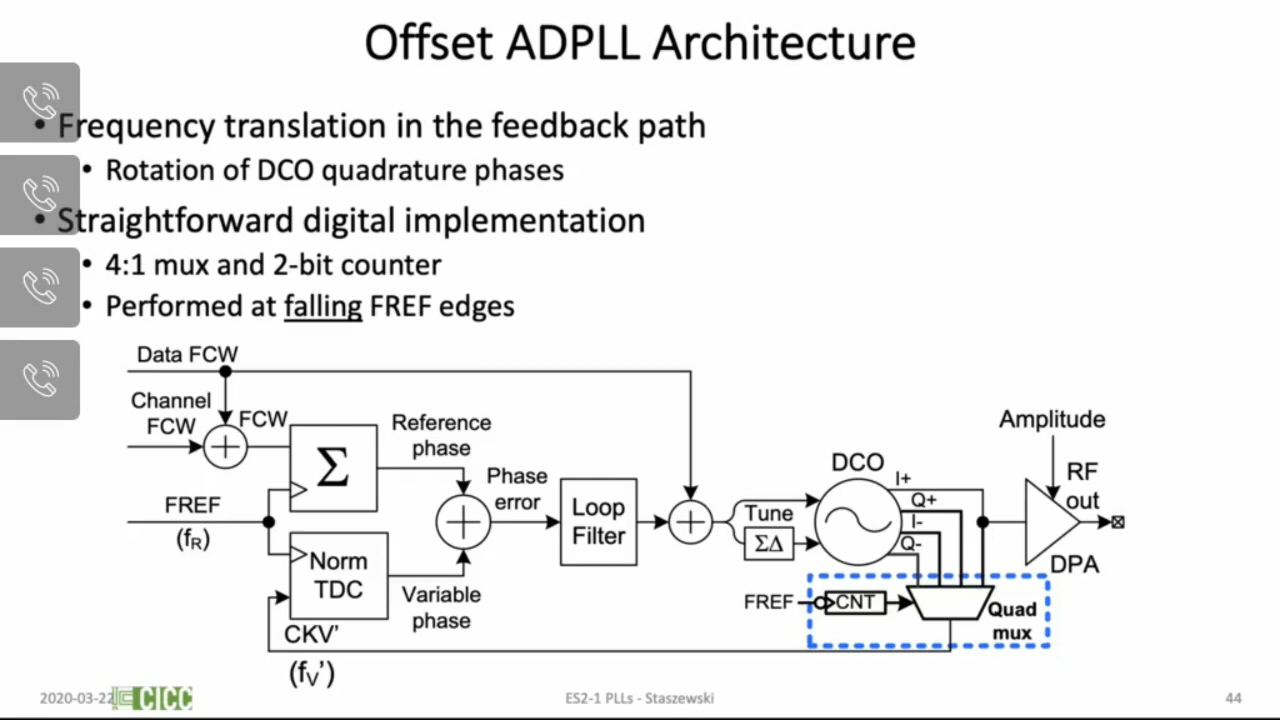 Offset ADPLL Architecture
• Frequency translation in the feedback path
• Rotation of DCO quadrature phases
• Straightforward digital implementation
• 4:1 mux and 2-bit counter
• Performed at falling FREF edges
Data FCW
Channel
FCW
FCW
Σ
Reference
phase
FREF
(fR)
Norm
TDC
CKV'
(fV')
Variable
phase
Phase
error
Loop
Filter
Tune
ΣΔ
DCO
I+
Q+
I-
Q-
Amplitude
RF
out
DPA
FREF
CNT
Quad
mux
2020-03-22
CICC
ES2-1 PLLs - Staszewski
44